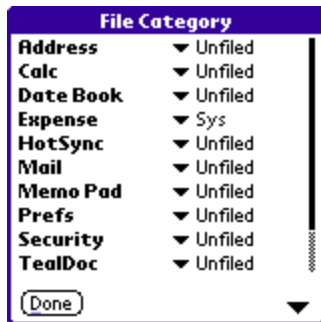 File Category
Address Unfiled
Calc Unfiled
Date Book Unfiled
Expense Sys
HotSync Unfiled
Mail Unfiled
Memo Pad Unfiled
Prefs Unfiled
Security Unfiled
TealDoc Unfiled
Done